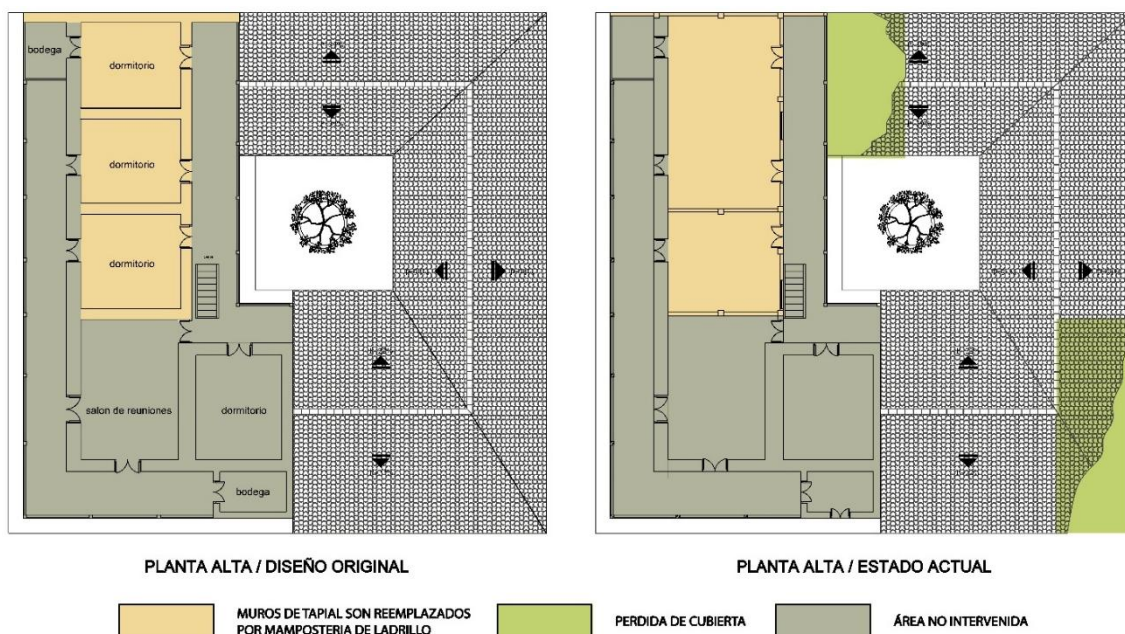 bodega
dormitorio
dormitorio
dormitorio
salon de reuniones
dormitorio
bodega
PLANTA ALTA / DISEÑO ORIGINAL
PLANTA ALTA / ESTADO ACTUAL
MUROS DE TAPIAL SON REEMPLAZADOS
POR MAMPOSTERIA DE LADRILLO
PERDIDA DE CUBIERTA
ÁREA NO INTERVENIDA